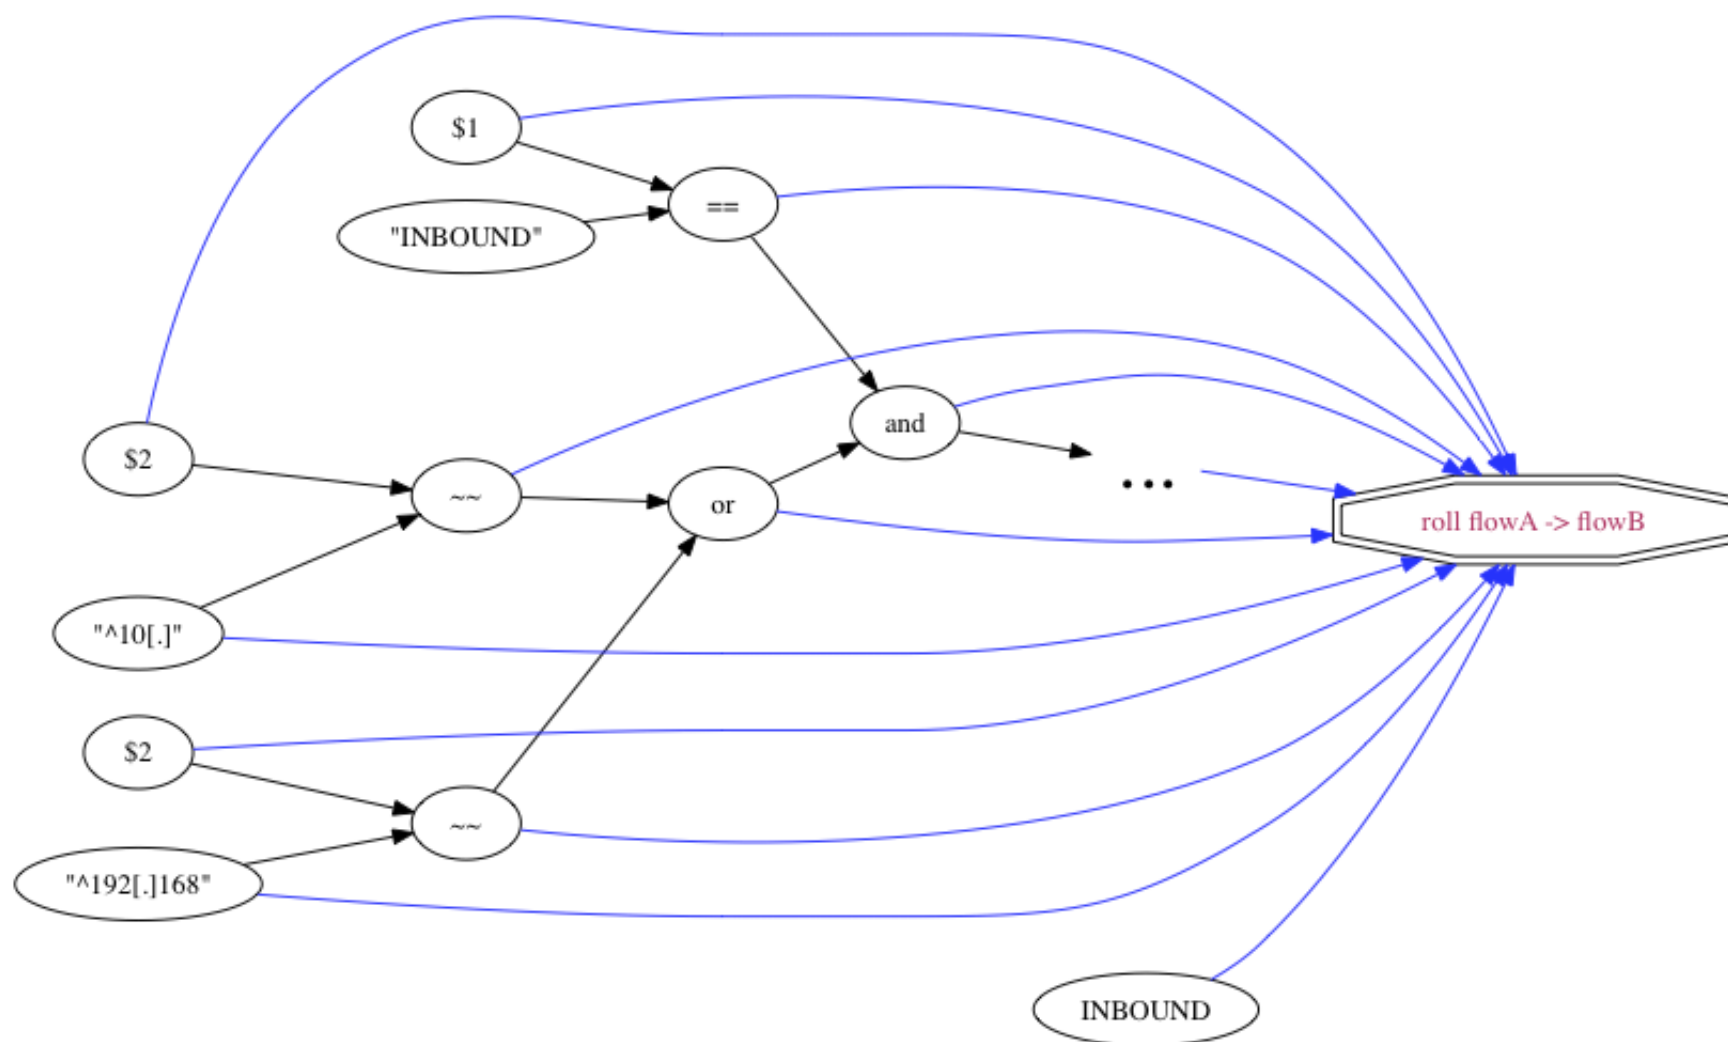 $1
==
"INBOUND"
and
$2
~~
or
...
roll flowA -> flowB
"^10[.]"
$2
~~
"^192[.]168"
INBOUND